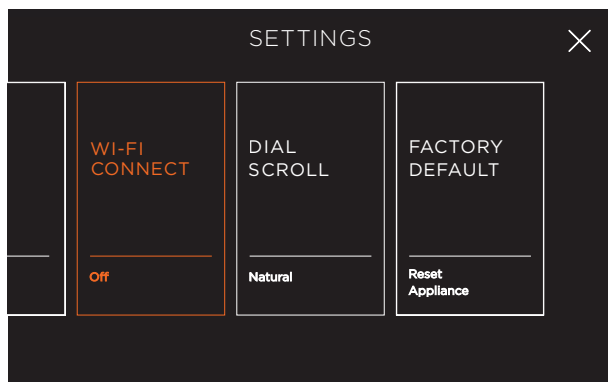 SETTINGS
WI-FI
CONNECT
Off
DIAL
SCROLL
Natural
FACTORY
DEFAULT
Reset
Appliance